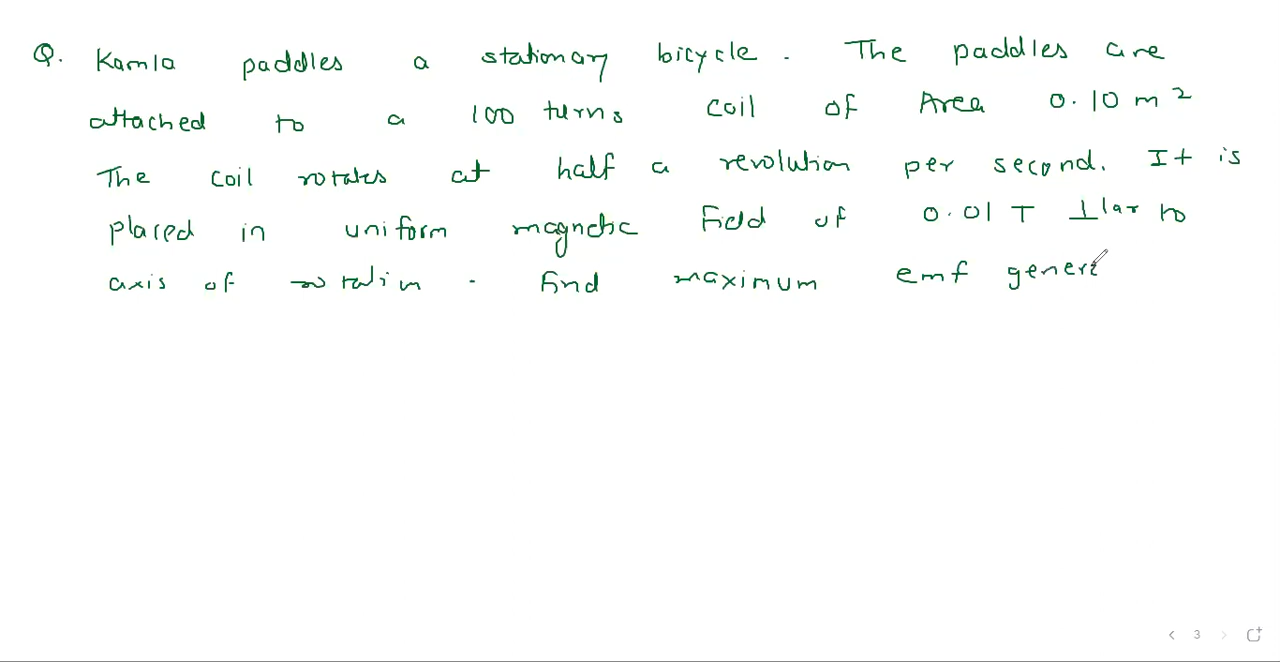 Q. Kamla paddles a stationary bicycle. The paddles are
attached to a 100 turns coil of Area 0.10 m²
The coil rotates at half a revolution per second. It is
placed in uniform magnetic Field of 0.01 T ⊥lar to
axis of rotation. Find maximum emf generi
3